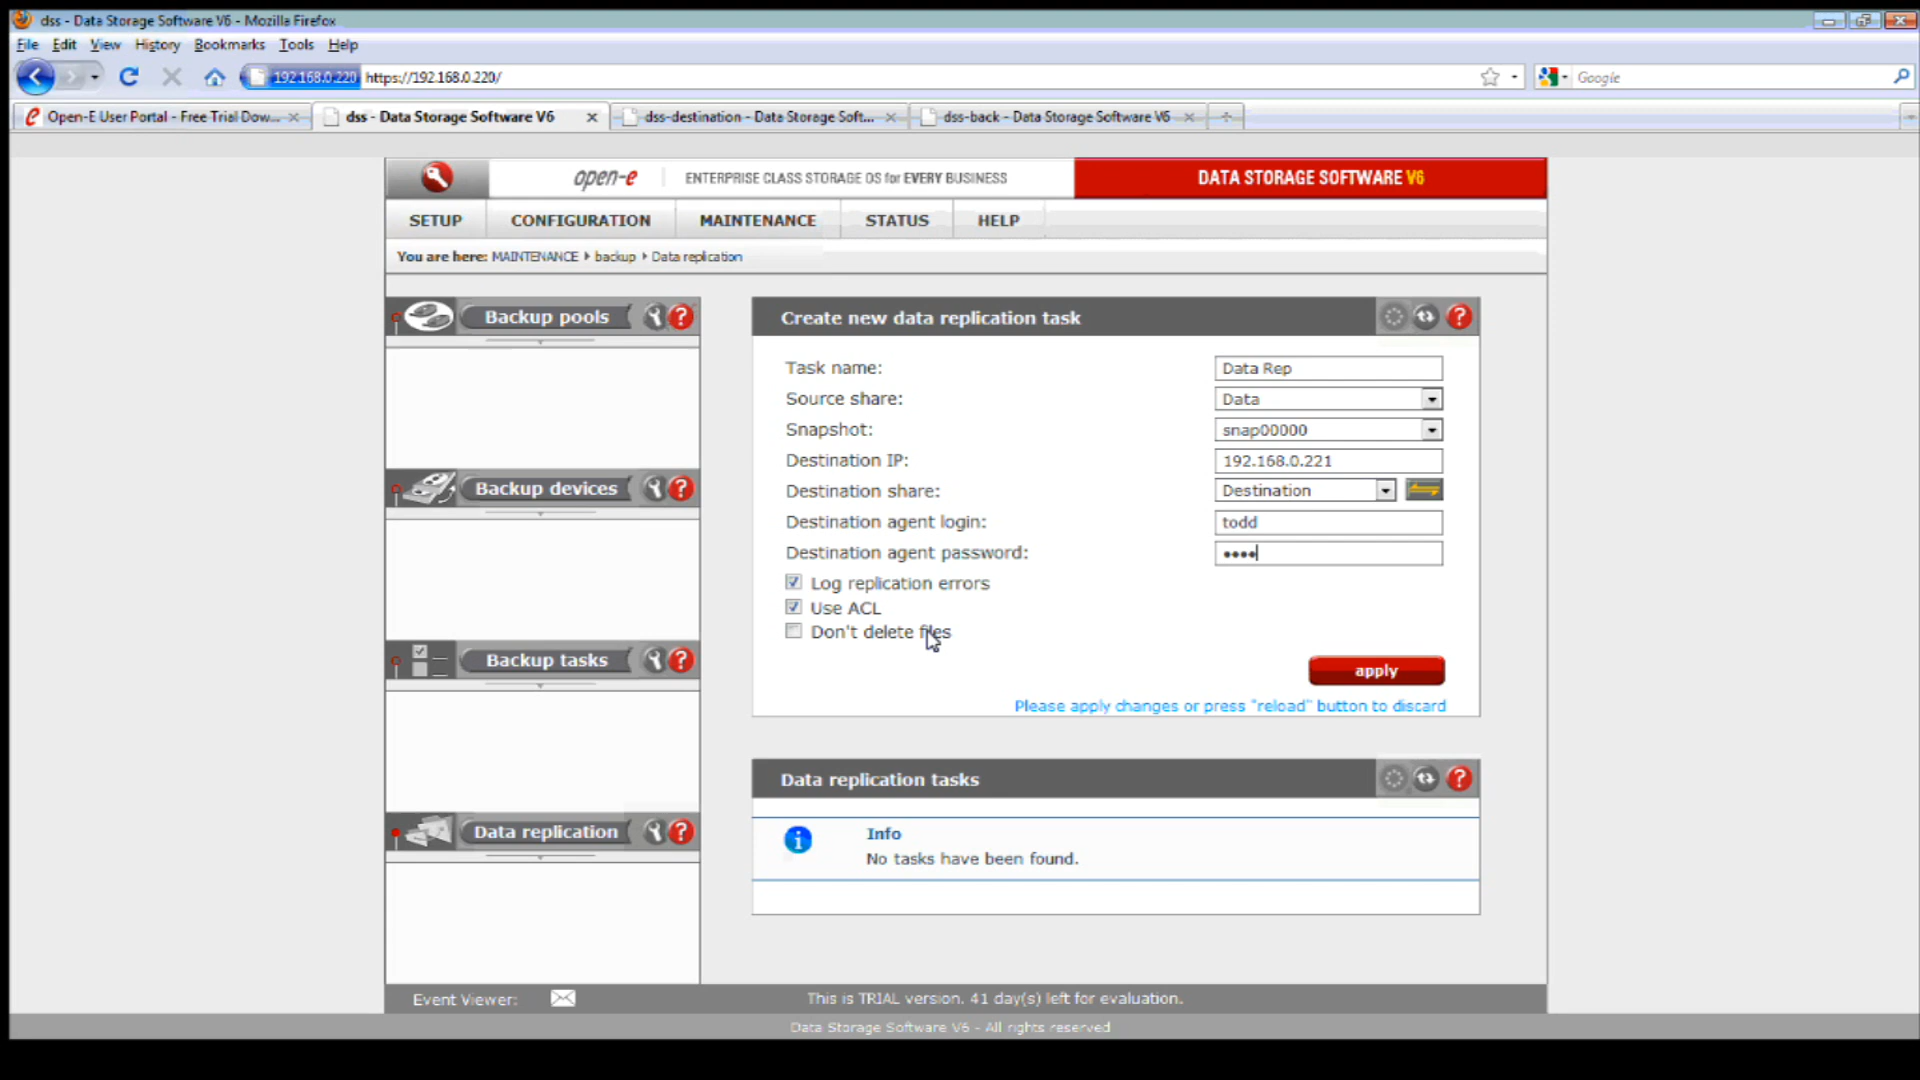 dss - Data Storage Software V6 - Mozilla Firefox
File Edit View History Bookmarks Tools Help
192.168.0.220 https://192.168.0.220/ Google
Open-E User Portal - Free Trial Dow... dss - Data Storage Software V6 dss-destination - Data Storage Soft... dss-back - Data Storage Software V6
open-e ENTERPRISE CLASS STORAGE OS for EVERY BUSINESS DATA STORAGE SOFTWARE V6
SETUP CONFIGURATION MAINTENANCE STATUS HELP
You are here: MAINTENANCE backup Data replication
Backup pools
Backup devices
Backup tasks
Data replication
Create new data replication task
Task name: Data Rep
Source share: Data
Snapshot: snap00000
Destination IP: 192.168.0.221
Destination share: Destination
Destination agent login: todd
Destination agent password: ••••
Log replication errors
Use ACL
Don't delete files
apply
Please apply changes or press "reload" button to discard
Data replication tasks
Info
No tasks have been found.
Event Viewer: This is TRIAL version. 41 day(s) left for evaluation.
Data Storage Software V6 - All rights reserved